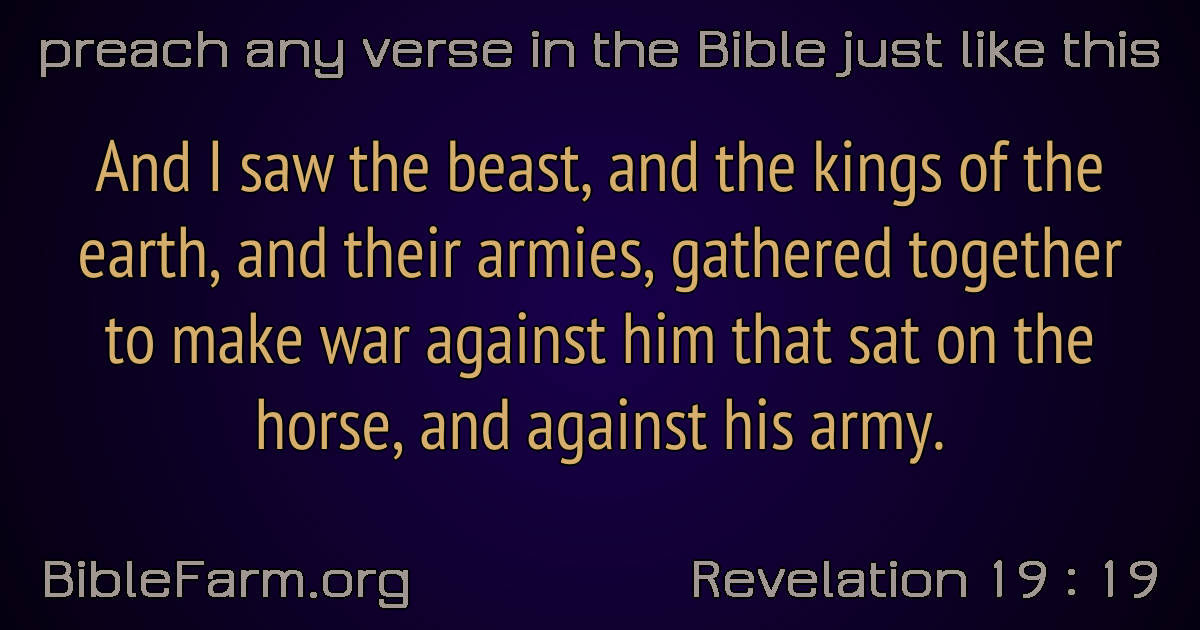 preach any verse in the Bible just like this
And I saw the beast, and the kings of the
earth, and their armies, gathered together
to make war against him that sat on the
horse, and against his army.
BibleFarm.org
Revelation 19 : 19